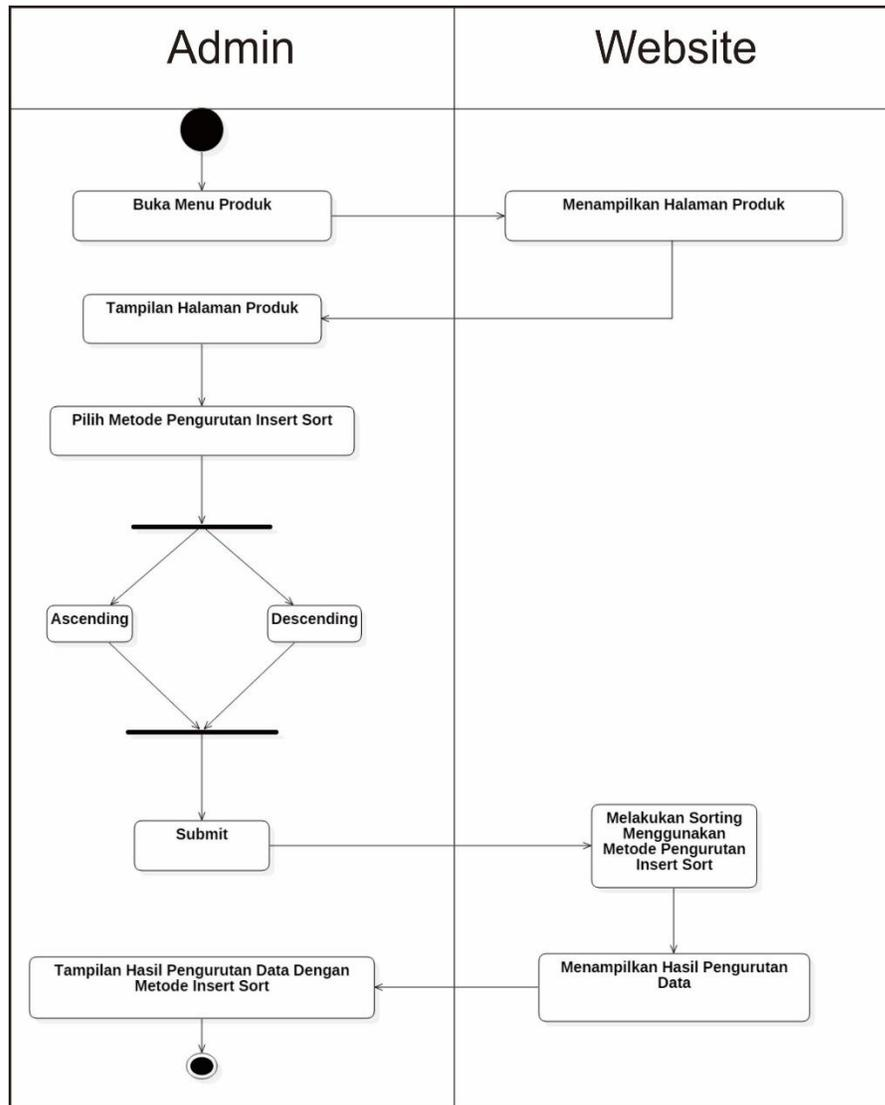 Admin
Website
Buka Menu Produk
Menampilkan Halaman Produk
Tampilan Halaman Produk
Pilih Metode Pengurutan Insert Sort
Ascending
Descending
Submit
Melakukan Sorting
Menggunakan
Metode Pengurutan
Insert Sort
Menampilkan Hasil Pengurutan
Data
Tampilan Hasil Pengurutan Data Dengan
Metode Insert Sort